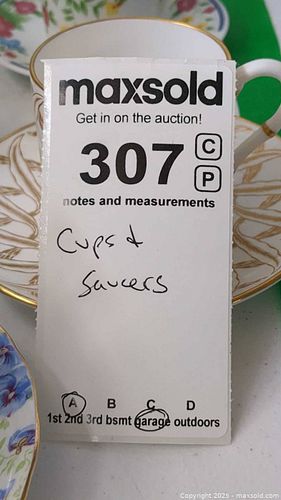 maxsold
Get in on the auction!
307 C
P
notes and measurements
Cups &
Saucers
A B C D
1st 2nd 3rd bsmt garage outdoors
Copyright 2025 - maxsold.com